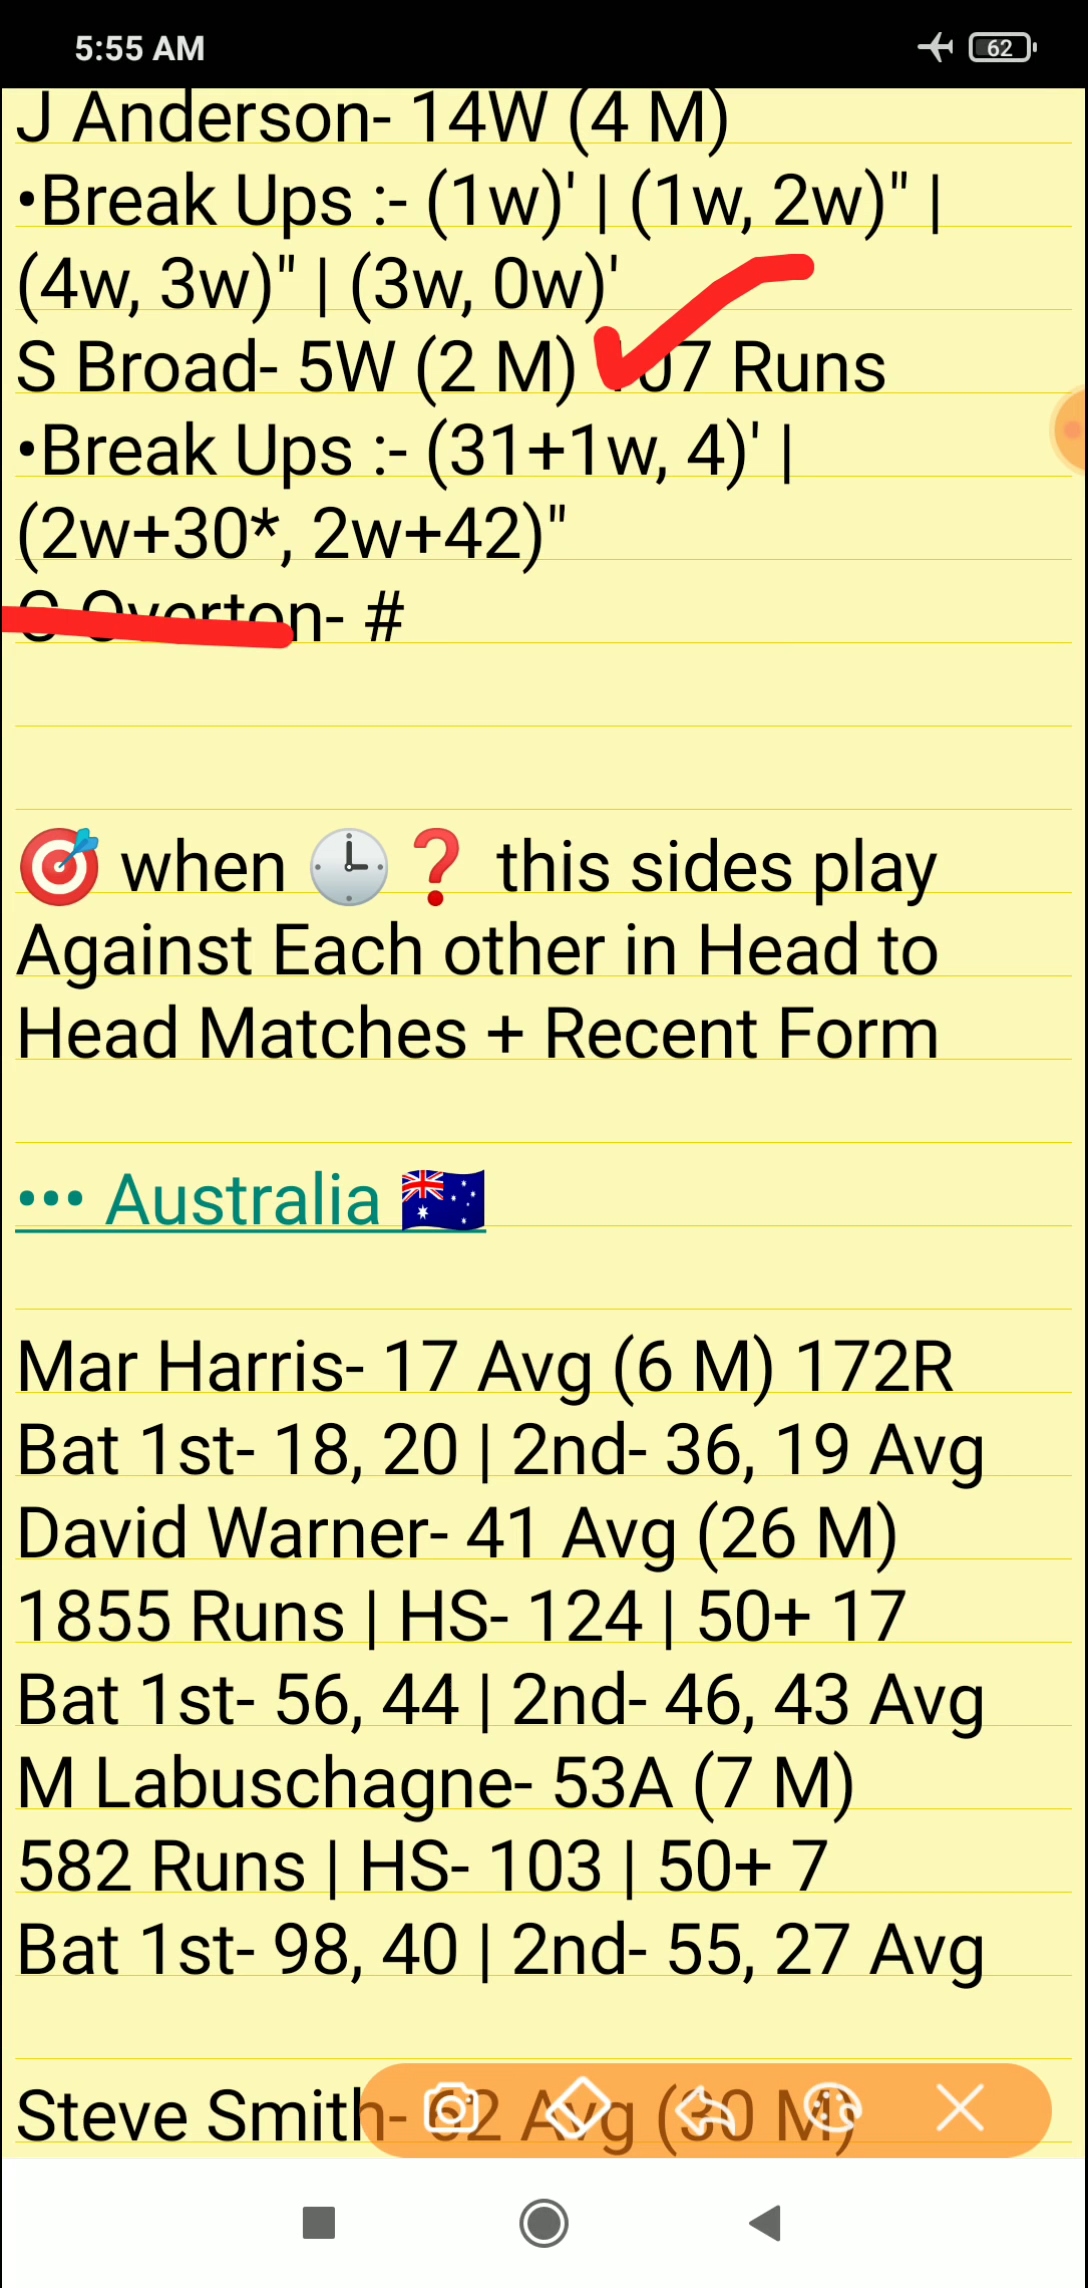 5:55 AM
62
J Anderson- 14W (4 M)
•Break Ups :- (1w)' | (1w, 2w)" |
(4w, 3w)" | (3w, 0w)'
S Broad- 5W (2 M) 07 Runs
•Break Ups :- (31+1w, 4)' |
(2w+30*, 2w+42)"
C Overton- #
🎯 when 🕒❓ this sides play
Against Each other in Head to
Head Matches + Recent Form
••• Australia 🇦🇺
Mar Harris- 17 Avg (6 M) 172R
Bat 1st- 18, 20 | 2nd- 36, 19 Avg
David Warner- 41 Avg (26 M)
1855 Runs | HS- 124 | 50+ 17
Bat 1st- 56, 44 | 2nd- 46, 43 Avg
M Labuschagne- 53A (7 M)
582 Runs | HS- 103 | 50+ 7
Bat 1st- 98, 40 | 2nd- 55, 27 Avg
Steve Smith- 62 Avg (30 M)